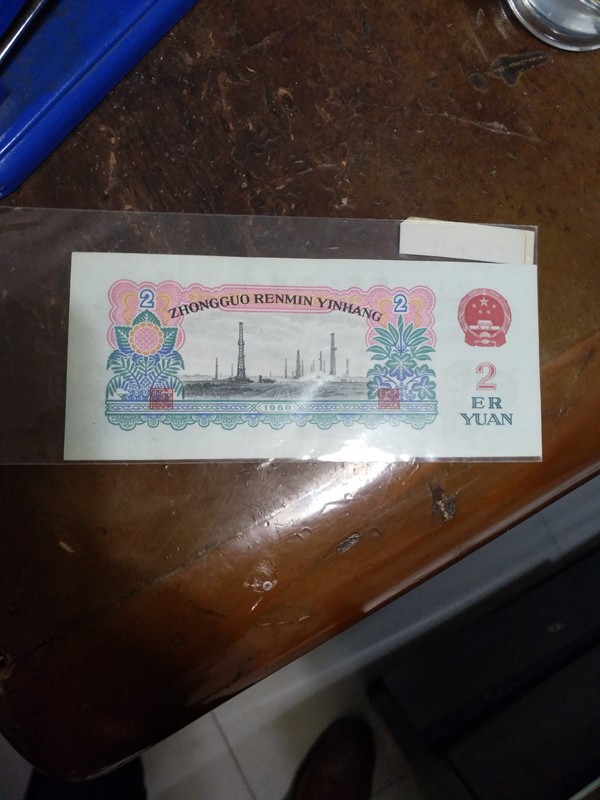 2
2
ZHONGGUO RENMIN YINHANG
1960
2
ER
YUAN